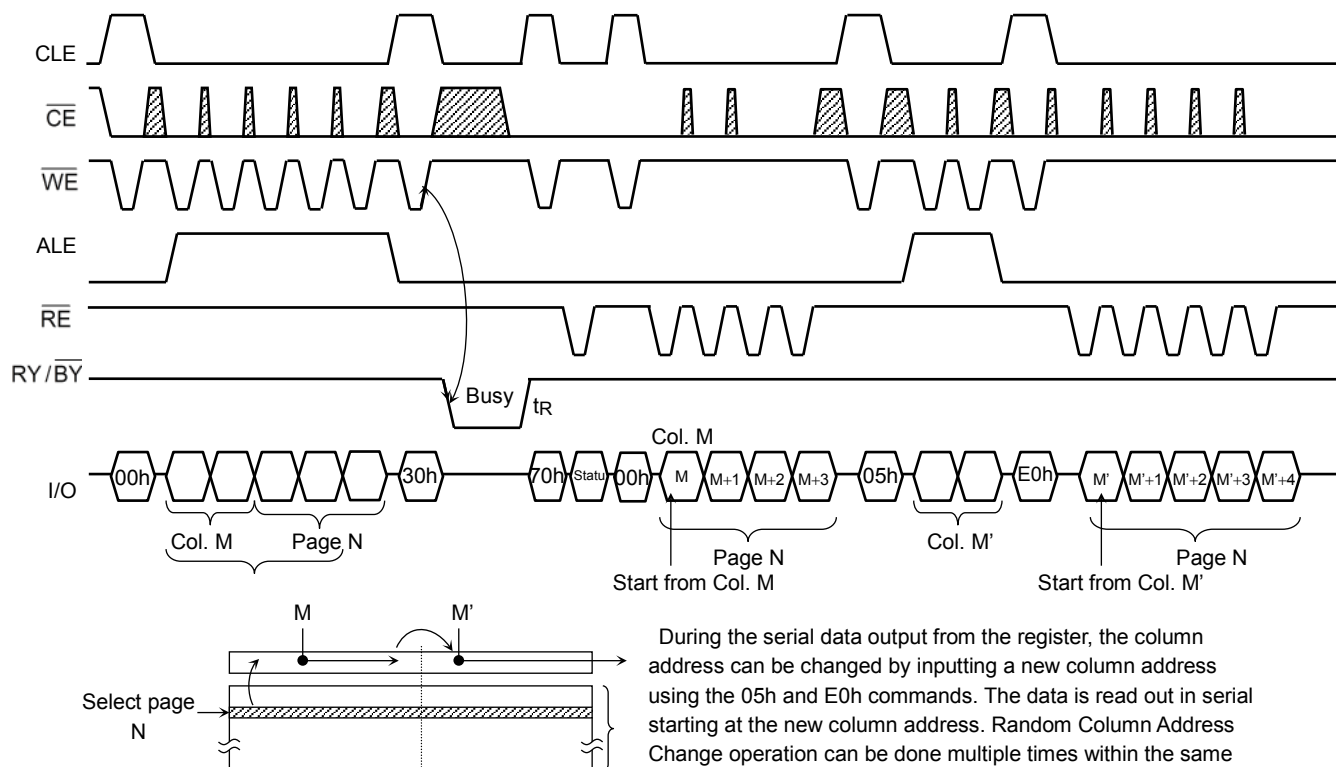 CLE
CE
WE
ALE
RE
RY/BY
Busy
tR
Col. M
I/O
00h
30h
70h
Statu
00h
M
M+1
M+2
M+3
05h
E0h
M'
M'+1
M'+2
M'+3
M'+4
Col. M
Page N
Page N
Col. M’
Page N
Start from Col. M
Start from Col. M’
M
M’
Select page
N
During the serial data output from the register, the column
address can be changed by inputting a new column address
using the 05h and E0h commands. The data is read out in serial
starting at the new column address. Random Column Address
Change operation can be done multiple times within the same